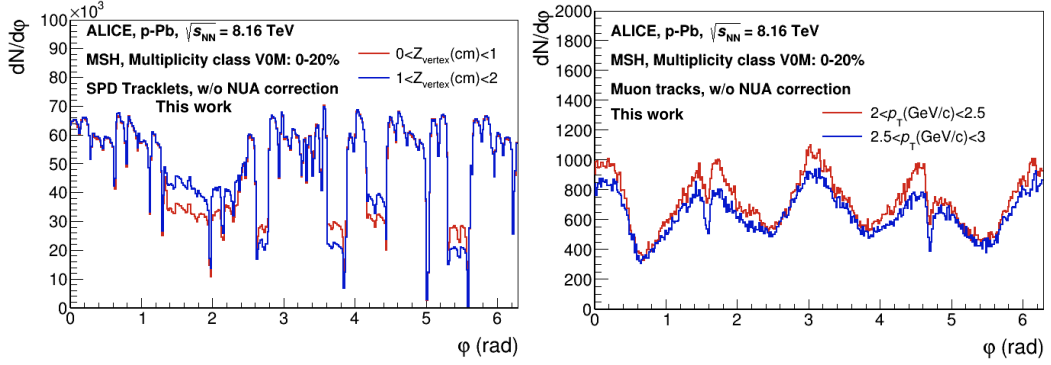 ×10³
dN/dφ
ALICE, p-Pb, √sNN = 8.16 TeV
MSH, Multiplicity class V0M: 0-20%
SPD Tracklets, w/o NUA correction
This work
0<Zvertex(cm)<1
1<Zvertex(cm)<2
100
90
80
70
60
50
40
30
20
10
0
0 1 2 3 4 5 6
φ (rad)
dN/dφ
ALICE, p-Pb, √sNN = 8.16 TeV
MSH, Multiplicity class V0M: 0-20%
Muon tracks, w/o NUA correction
This work
2<pT(GeV/c)<2.5
2.5<pT(GeV/c)<3
2000
1800
1600
1400
1200
1000
800
600
400
200
0
0 1 2 3 4 5 6
φ (rad)